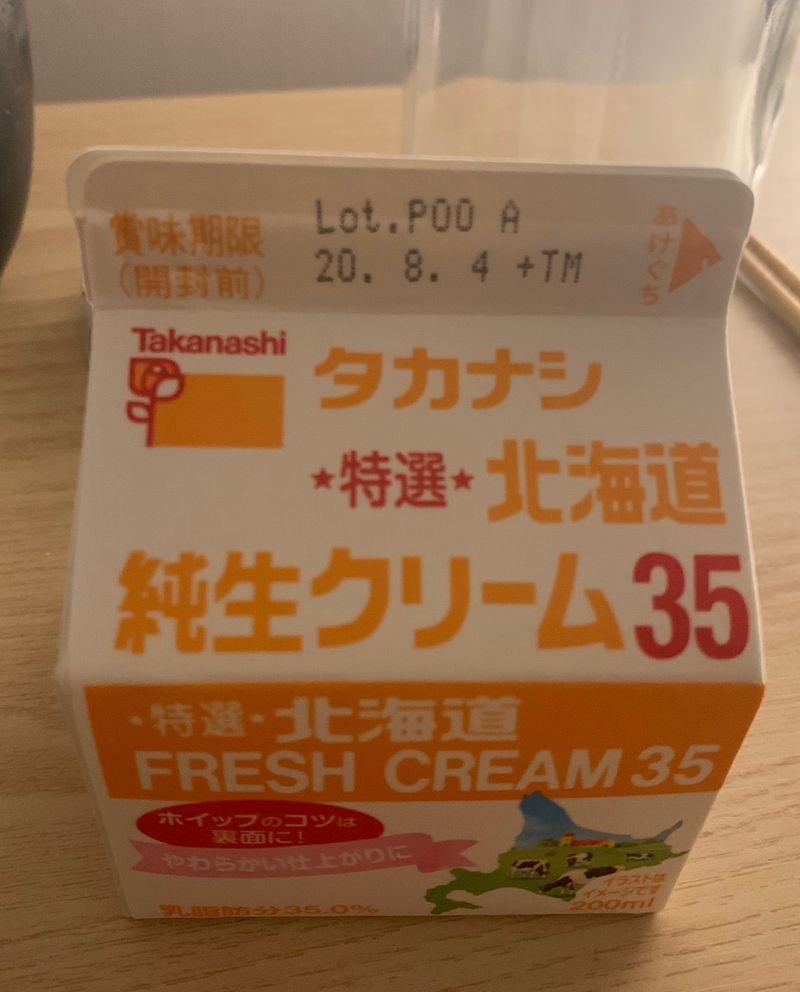 賞味期限
(開封前)
Lot.P00 A
20. 8. 4 +TM
あけぐち
Takanashi
タカナシ
★特選★北海道
純生クリーム35
★特選★北海道
FRESH CREAM 35
ホイップのコツは
裏面に!
やわらかい仕上がりに
イラストは
イメージです
乳脂肪分35.0%
200ml